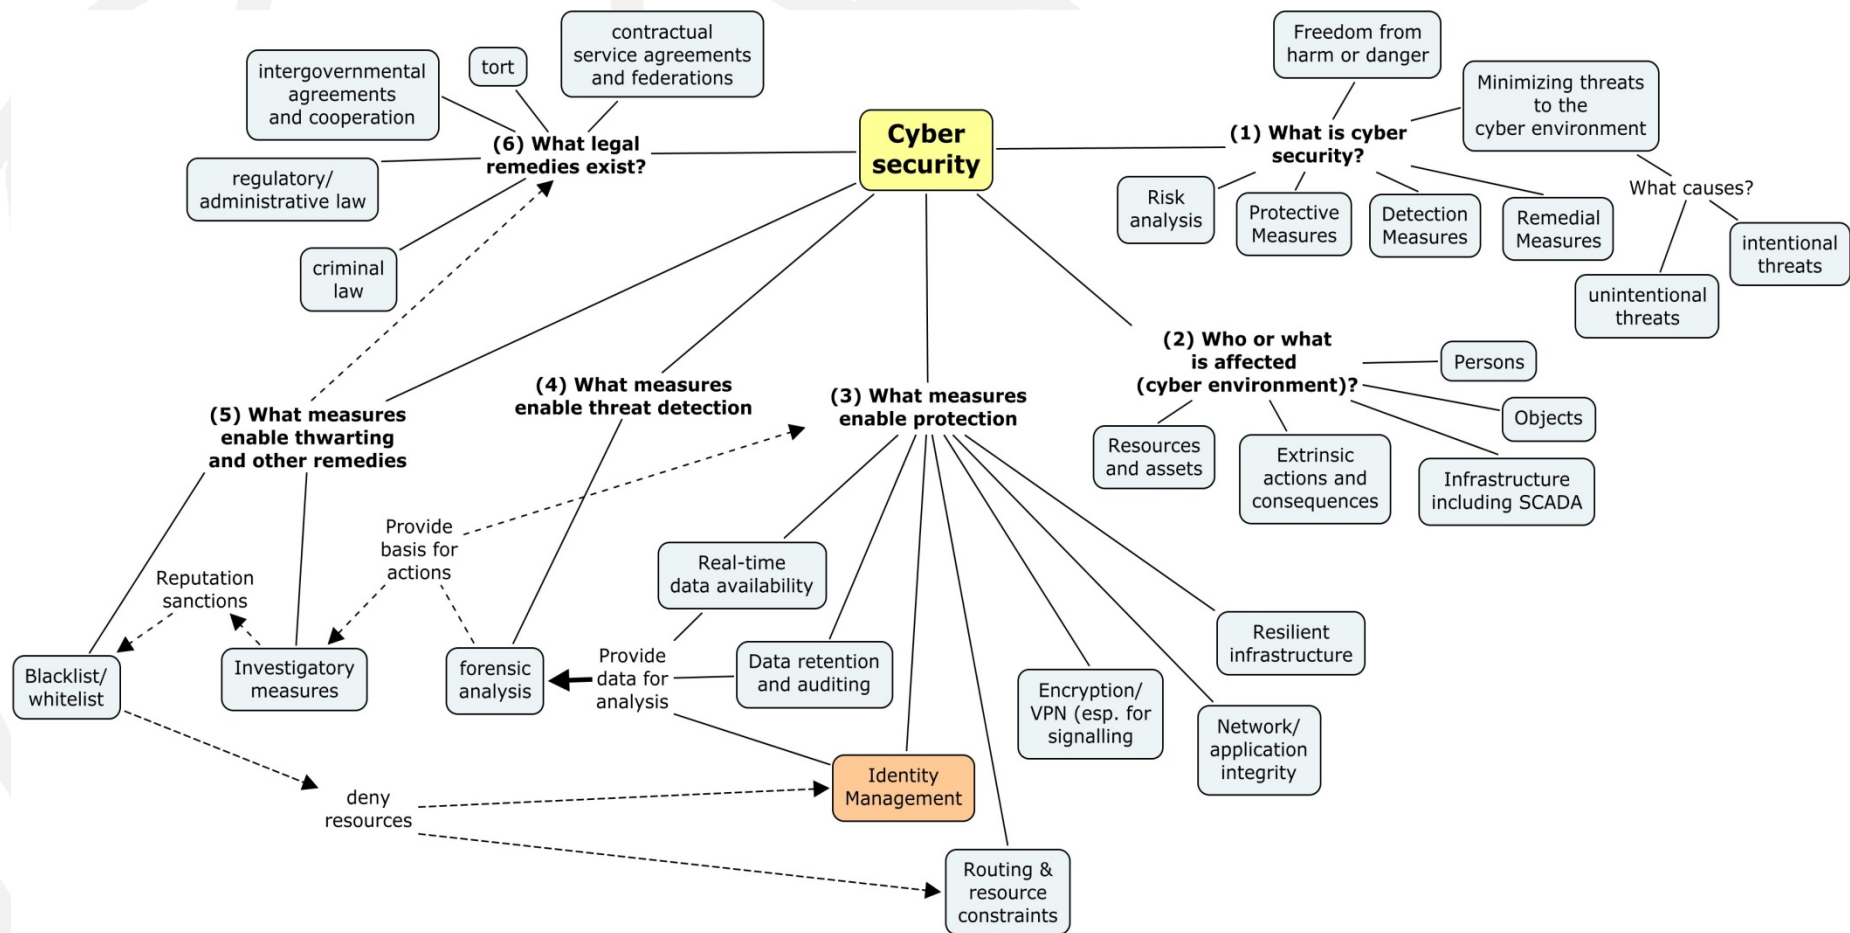 Cyber
security
(1) What is cyber
security?
Freedom from
harm or danger
Minimizing threats
to the
cyber environment
What causes?
intentional
threats
unintentional
threats
Risk
analysis
Protective
Measures
Detection
Measures
Remedial
Measures
(2) Who or what
is affected
(cyber environment)?
Persons
Objects
Infrastructure
including SCADA
Extrinsic
actions and
consequences
Resources
and assets
(3) What measures
enable protection
Real-time
data availability
Data retention
and auditing
Identity
Management
Routing &
resource
constraints
Encryption/
VPN (esp. for
signalling
Network/
application
integrity
Resilient
infrastructure
Provide
data for
analysis
(4) What measures
enable threat detection
forensic
analysis
Provide
basis for
actions
(5) What measures
enable thwarting
and other remedies
Investigatory
measures
Reputation
sanctions
Blacklist/
whitelist
deny
resources
(6) What legal
remedies exist?
contractual
service agreements
and federations
tort
intergovernmental
agreements
and cooperation
regulatory/
administrative law
criminal
law